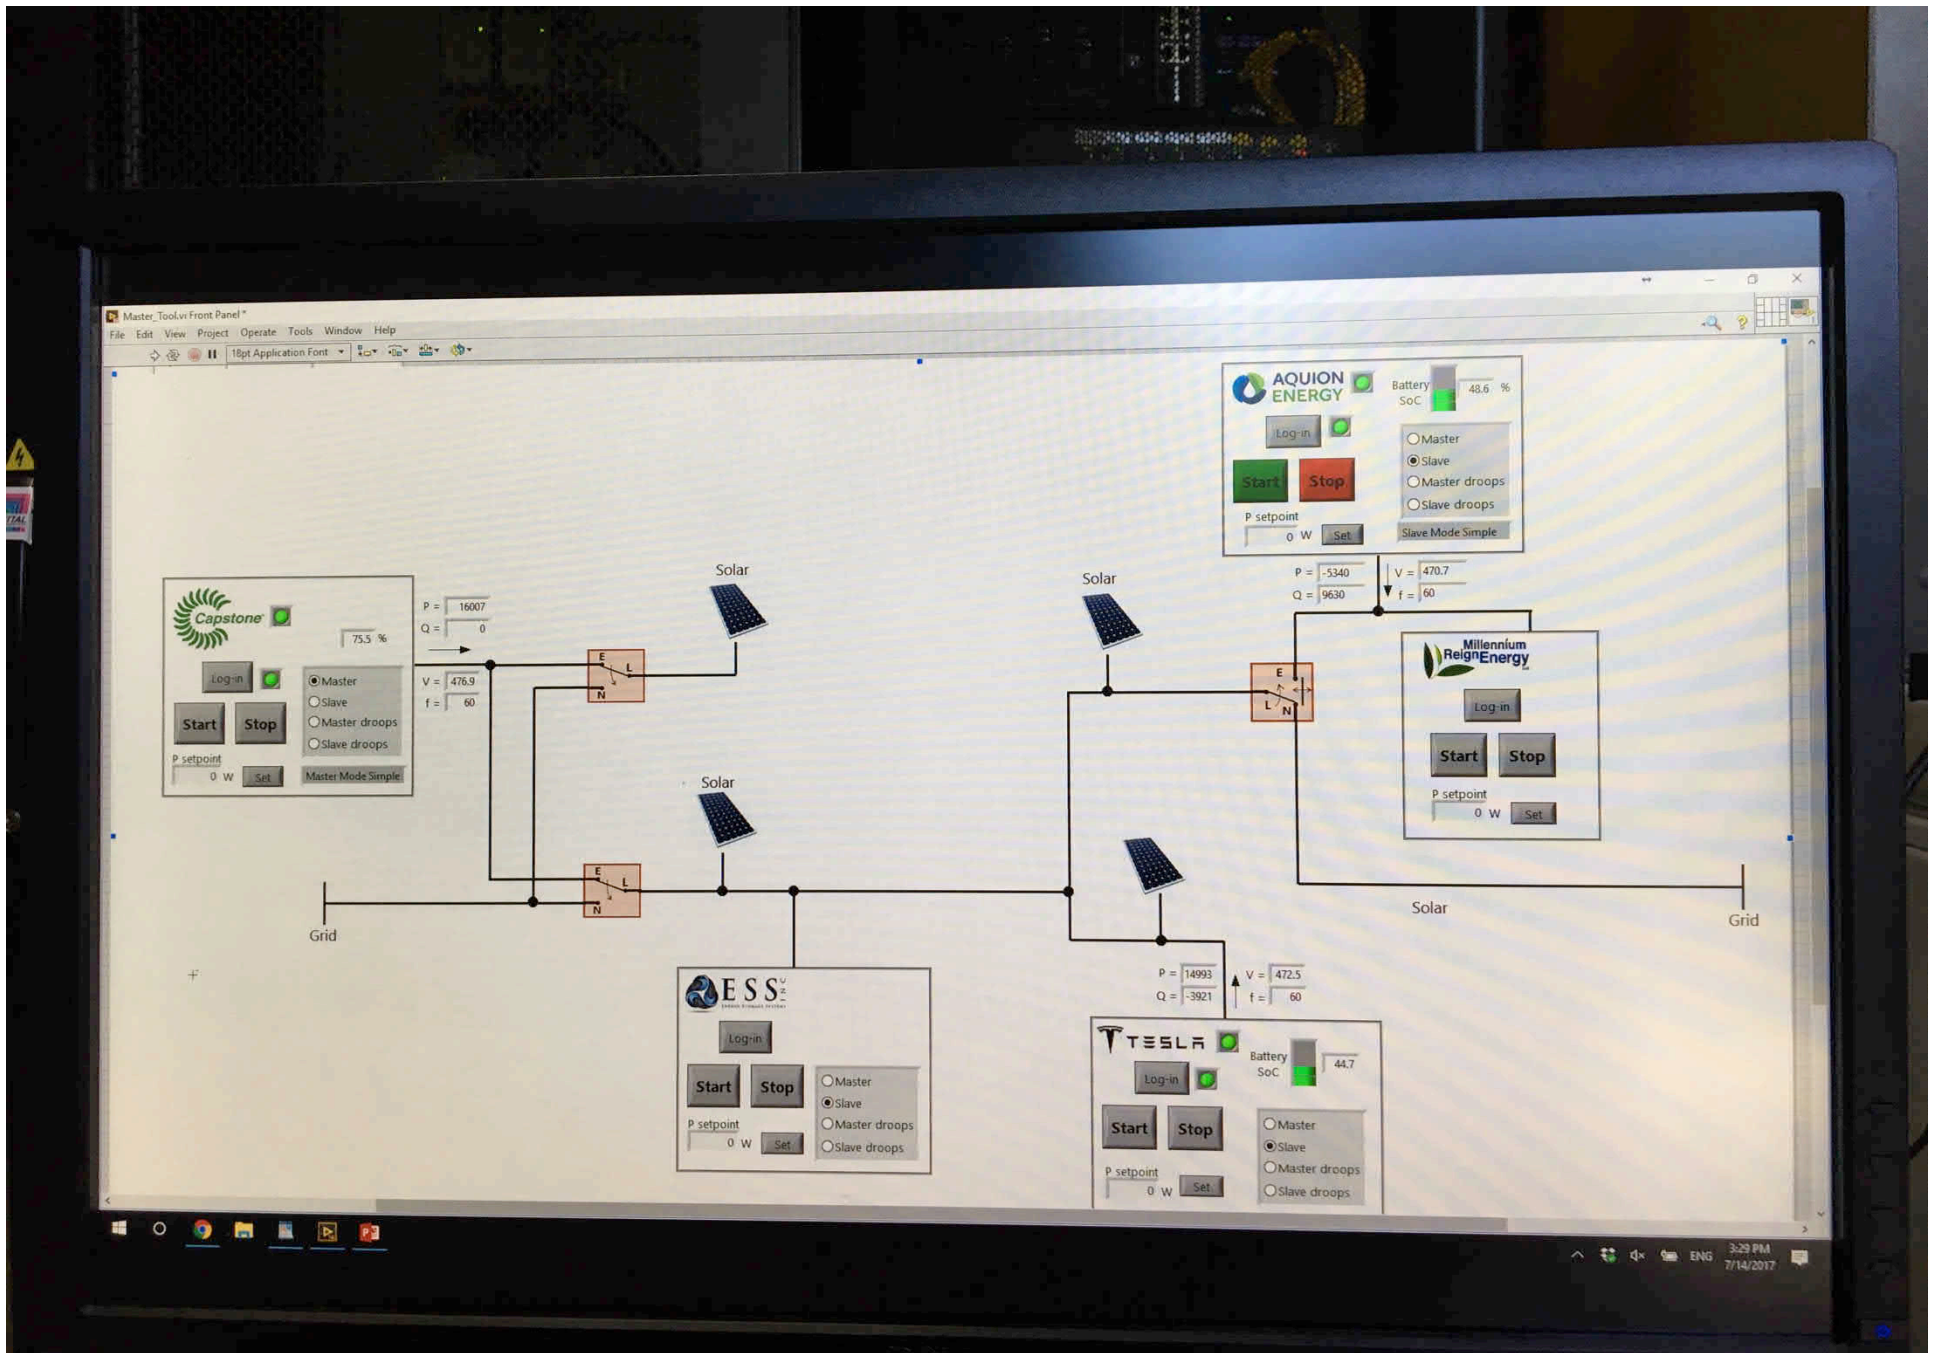 Master_Tool.vi Front Panel *
File Edit View Project Operate Tools Window Help
18pt Application Font
AQUION
ENERGY
Battery
SoC
48.6 %
Log-in
Master
Slave
Master droops
Slave droops
Start Stop
P setpoint
0 W Set
Slave Mode Simple
P = -5340
Q = 9630
V = 470.7
f = 60
Solar
Solar
Capstone
75.5 %
P = 16007
Q = 0
V = 476.9
f = 60
Log-in
Master
Slave
Master droops
Slave droops
Start Stop
P setpoint
0 W Set
Master Mode Simple
E
L
N
E
L
N
Millennium
ReignEnergy
Log-in
Start Stop
P setpoint
0 W Set
Solar
E
L
N
Grid
Solar
Grid
P = 14993
Q = -3921
V = 472.5
f = 60
ESS INC
Log-in
Start Stop
Master
Slave
Master droops
Slave droops
P setpoint
0 W Set
TESLA
Battery
SoC
44.7
Log-in
Start Stop
Master
Slave
Master droops
Slave droops
P setpoint
0 W Set
ENG
3:29 PM
7/14/2017